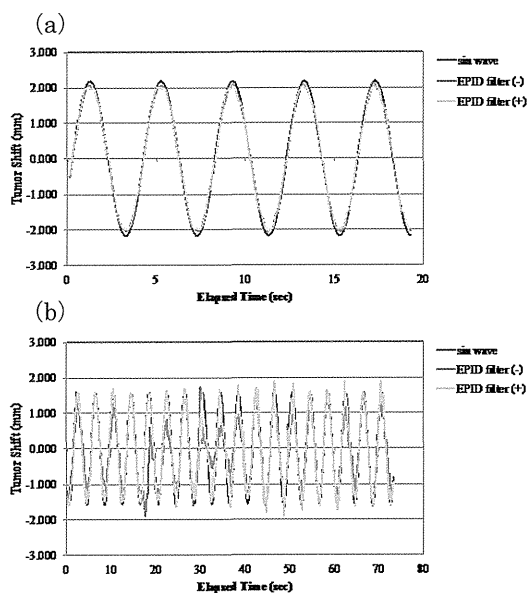 (a)
3.000
2.000
1.000
0.000
-1.000
-2.000
-3.000
Tumor Shift (mm)
0 5 10 15 20
Elapsed Time (sec)
sin wave
EPID filter (-)
EPID filter (+)
(b)
3.000
2.000
1.000
0.000
-1.000
-2.000
-3.000
Tumor Shift (mm)
0 10 20 30 40 50 60 70 80
Elapsed Time (sec)
sin wave
EPID filter (-)
EPID filter (+)